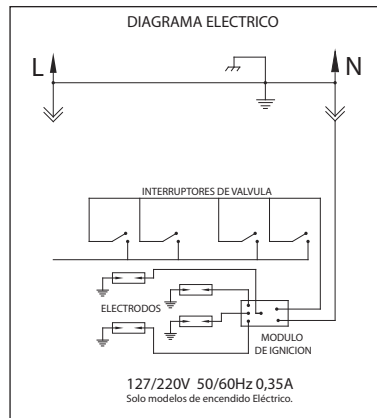 DIAGRAMA ELECTRICO
L
N
INTERRUPTORES DE VALVULA
ELECTRODOS
MODULO
DE IGNICION
127/220V 50/60Hz 0,35A
Solo modelos de encendido Eléctrico.